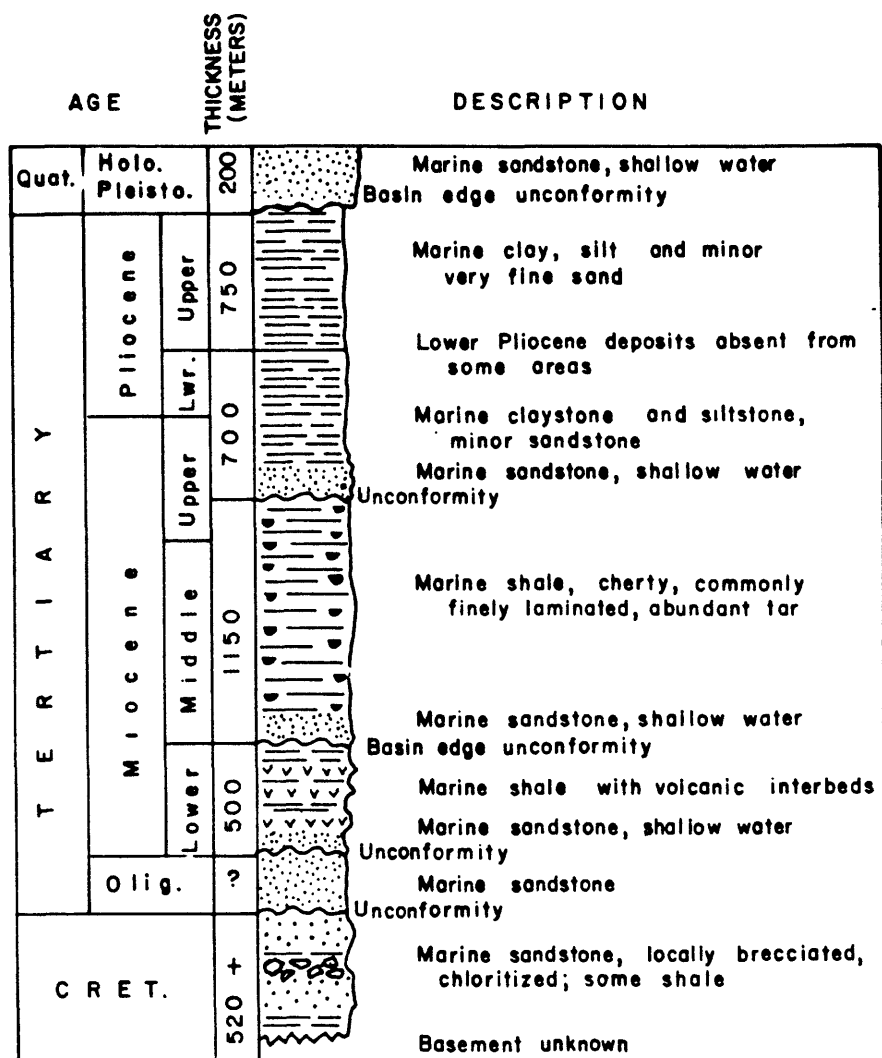 AGE
THICKNESS
(METERS)
DESCRIPTION
Quat.
Holo.
Pleisto.
200
Marine sandstone, shallow water
Basin edge unconformity
TERTIARY
Pliocene
Upper
750
Marine clay, silt and minor
very fine sand
Lower Pliocene deposits absent from
some areas
Lwr.
700
Marine claystone and siltstone,
minor sandstone
Marine sandstone, shallow water
Unconformity
Miocene
Upper
Middle
1150
Marine shale, cherty, commonly
finely laminated, abundant tar
Marine sandstone, shallow water
Basin edge unconformity
Lower
500
Marine shale with volcanic interbeds
Marine sandstone, shallow water
Unconformity
Olig.
?
Marine sandstone
Unconformity
CRET.
520 +
Marine sandstone, locally brecciated,
chloritized; some shale
Basement unknown